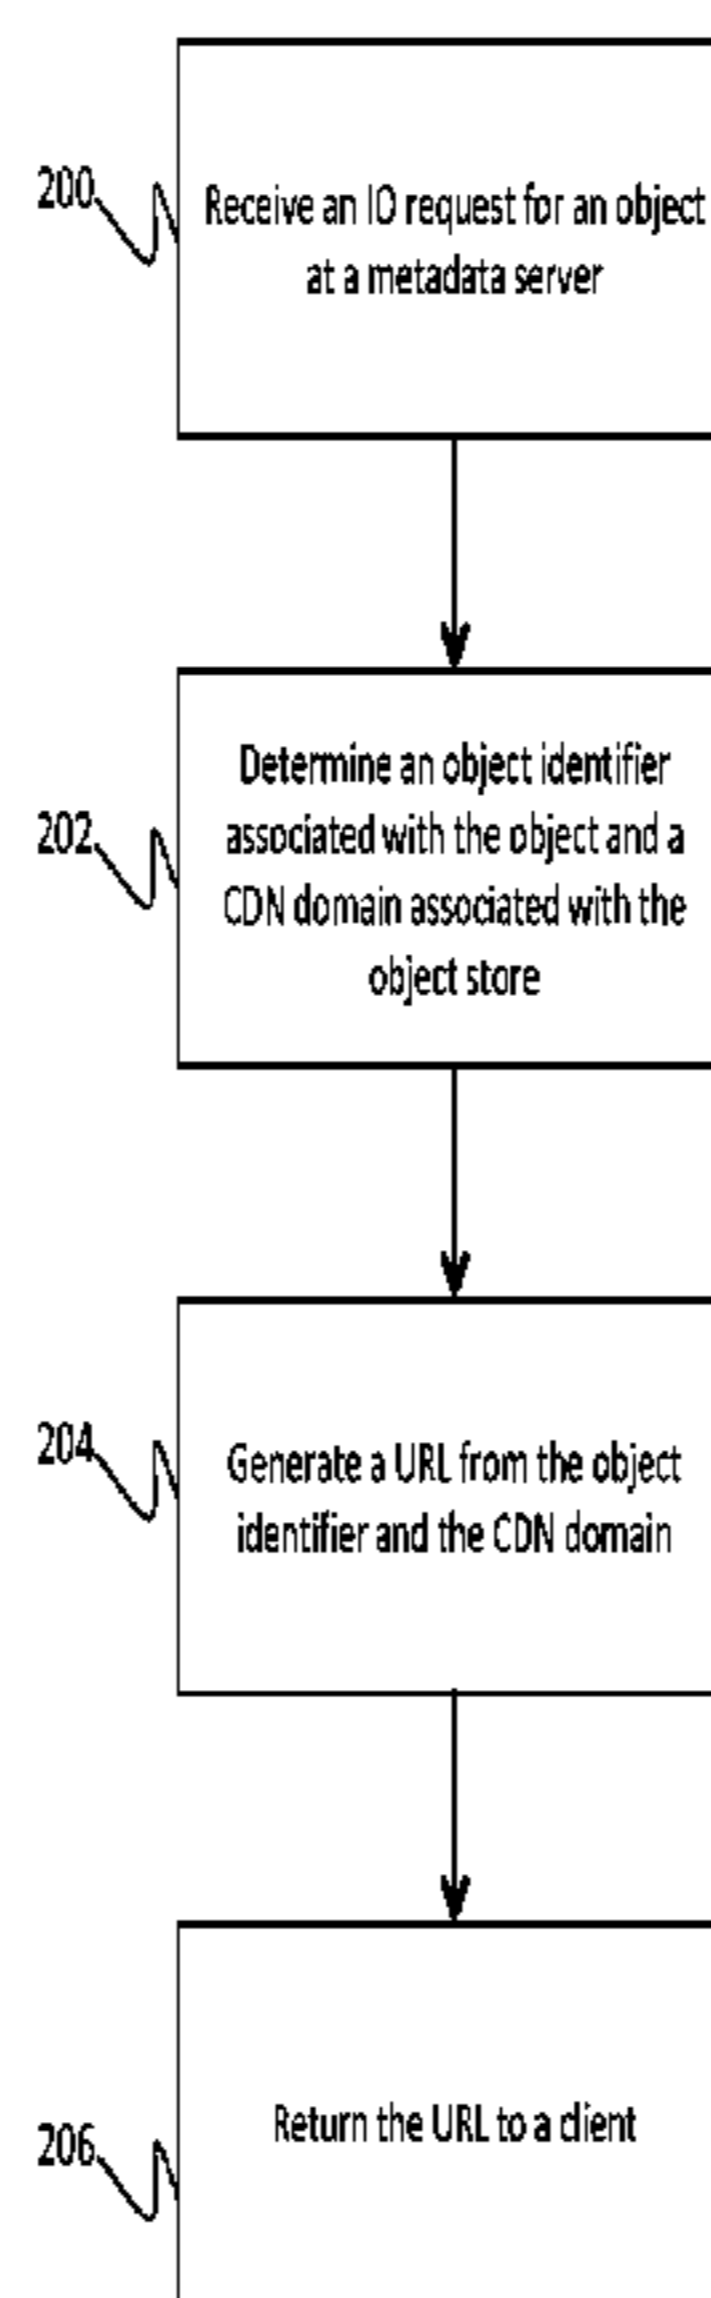 200
Receive an IO request for an object
at a metadata server
202
Determine an object identifier
associated with the object and a
CDN domain associated with the
object store
204
Generate a URL from the object
identifier and the CDN domain
206
Return the URL to a client